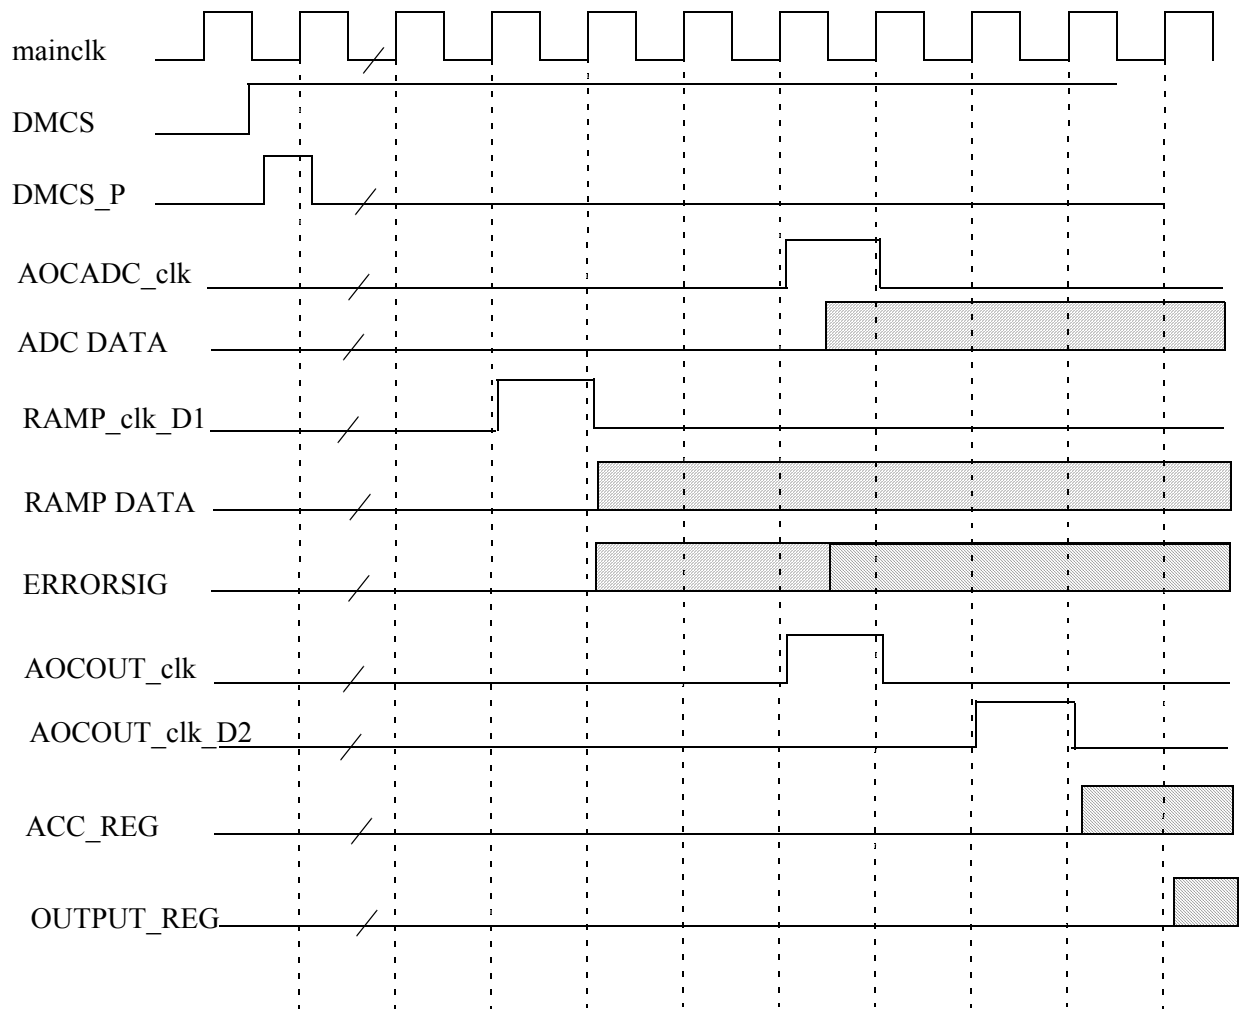 mainclk
DMCS
DMCS_P
AOCADC_clk
ADC DATA
RAMP_clk_D1
RAMP DATA
ERRORSIG
AOCOUT_clk
AOCOUT_clk_D2
ACC_REG
OUTPUT_REG